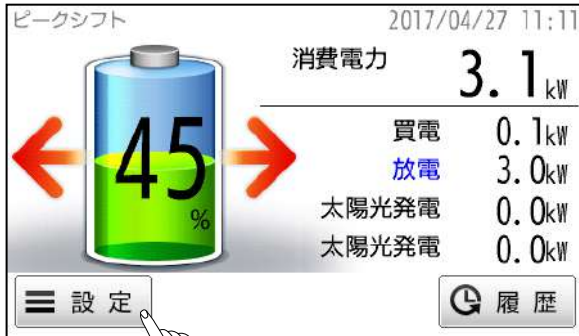 ピークシフト 2017/04/27 11:11
消費電力 3.1kW
45%
買電 0.1kW
放電 3.0kW
太陽光発電 0.0kW
太陽光発電 0.0kW
設定 履歴